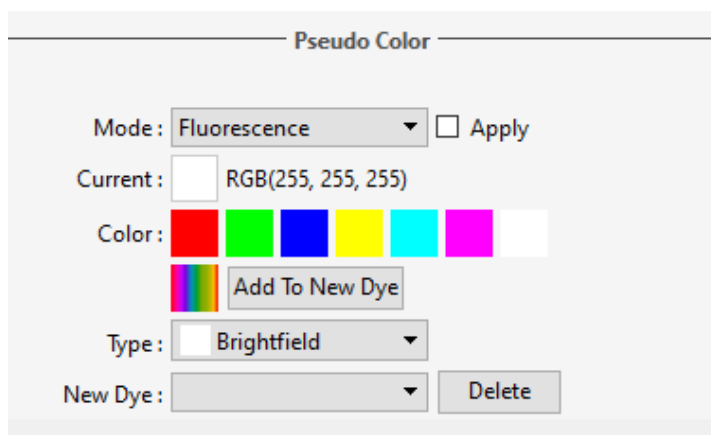 Pseudo Color
Mode : Fluorescence Apply
Current : RGB(255, 255, 255)
Color :
Add To New Dye
Type : Brightfield
New Dye : Delete